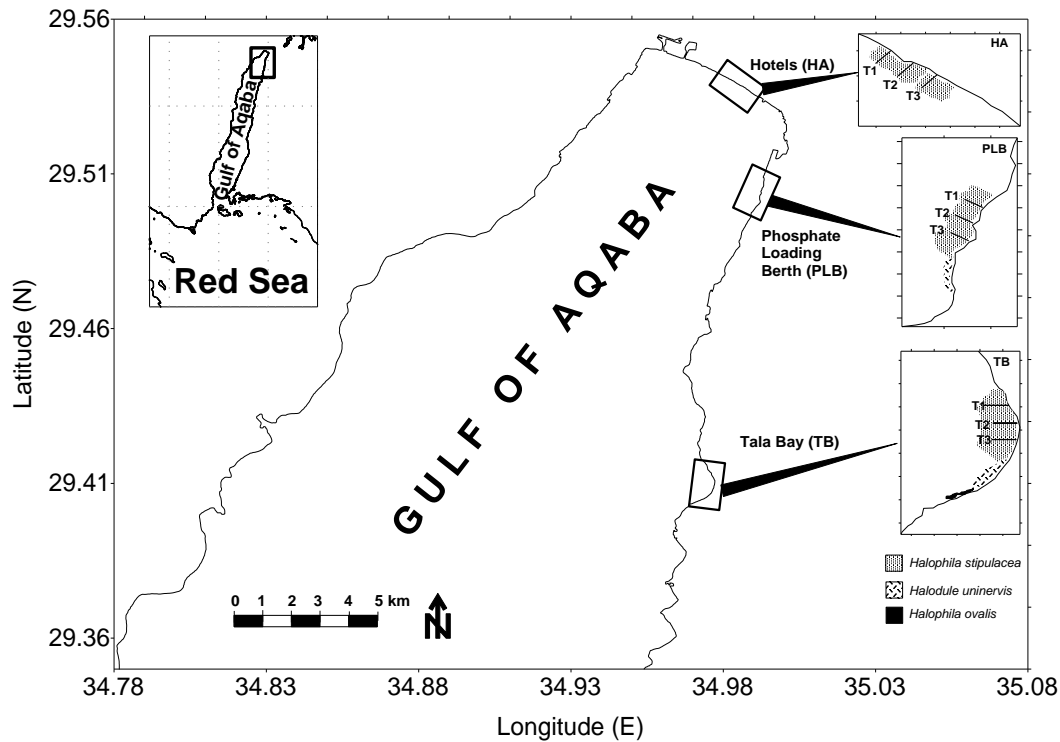 29.56
29.51
29.46
29.41
29.36
Latitude (N)
34.78
34.83
34.88
34.93
34.98
35.03
35.08
Longitude (E)
Gulf of Aqaba
Red Sea
GULF OF AQABA
Hotels (HA)
Phosphate
Loading
Berth (PLB)
Tala Bay (TB)
HA
T1
T2
T3
PLB
T1
T2
T3
TB
T1
T2
T3
Halophila stipulacea
Halodule uninervis
Halophila ovalis
0 1 2 3 4 5 km
N